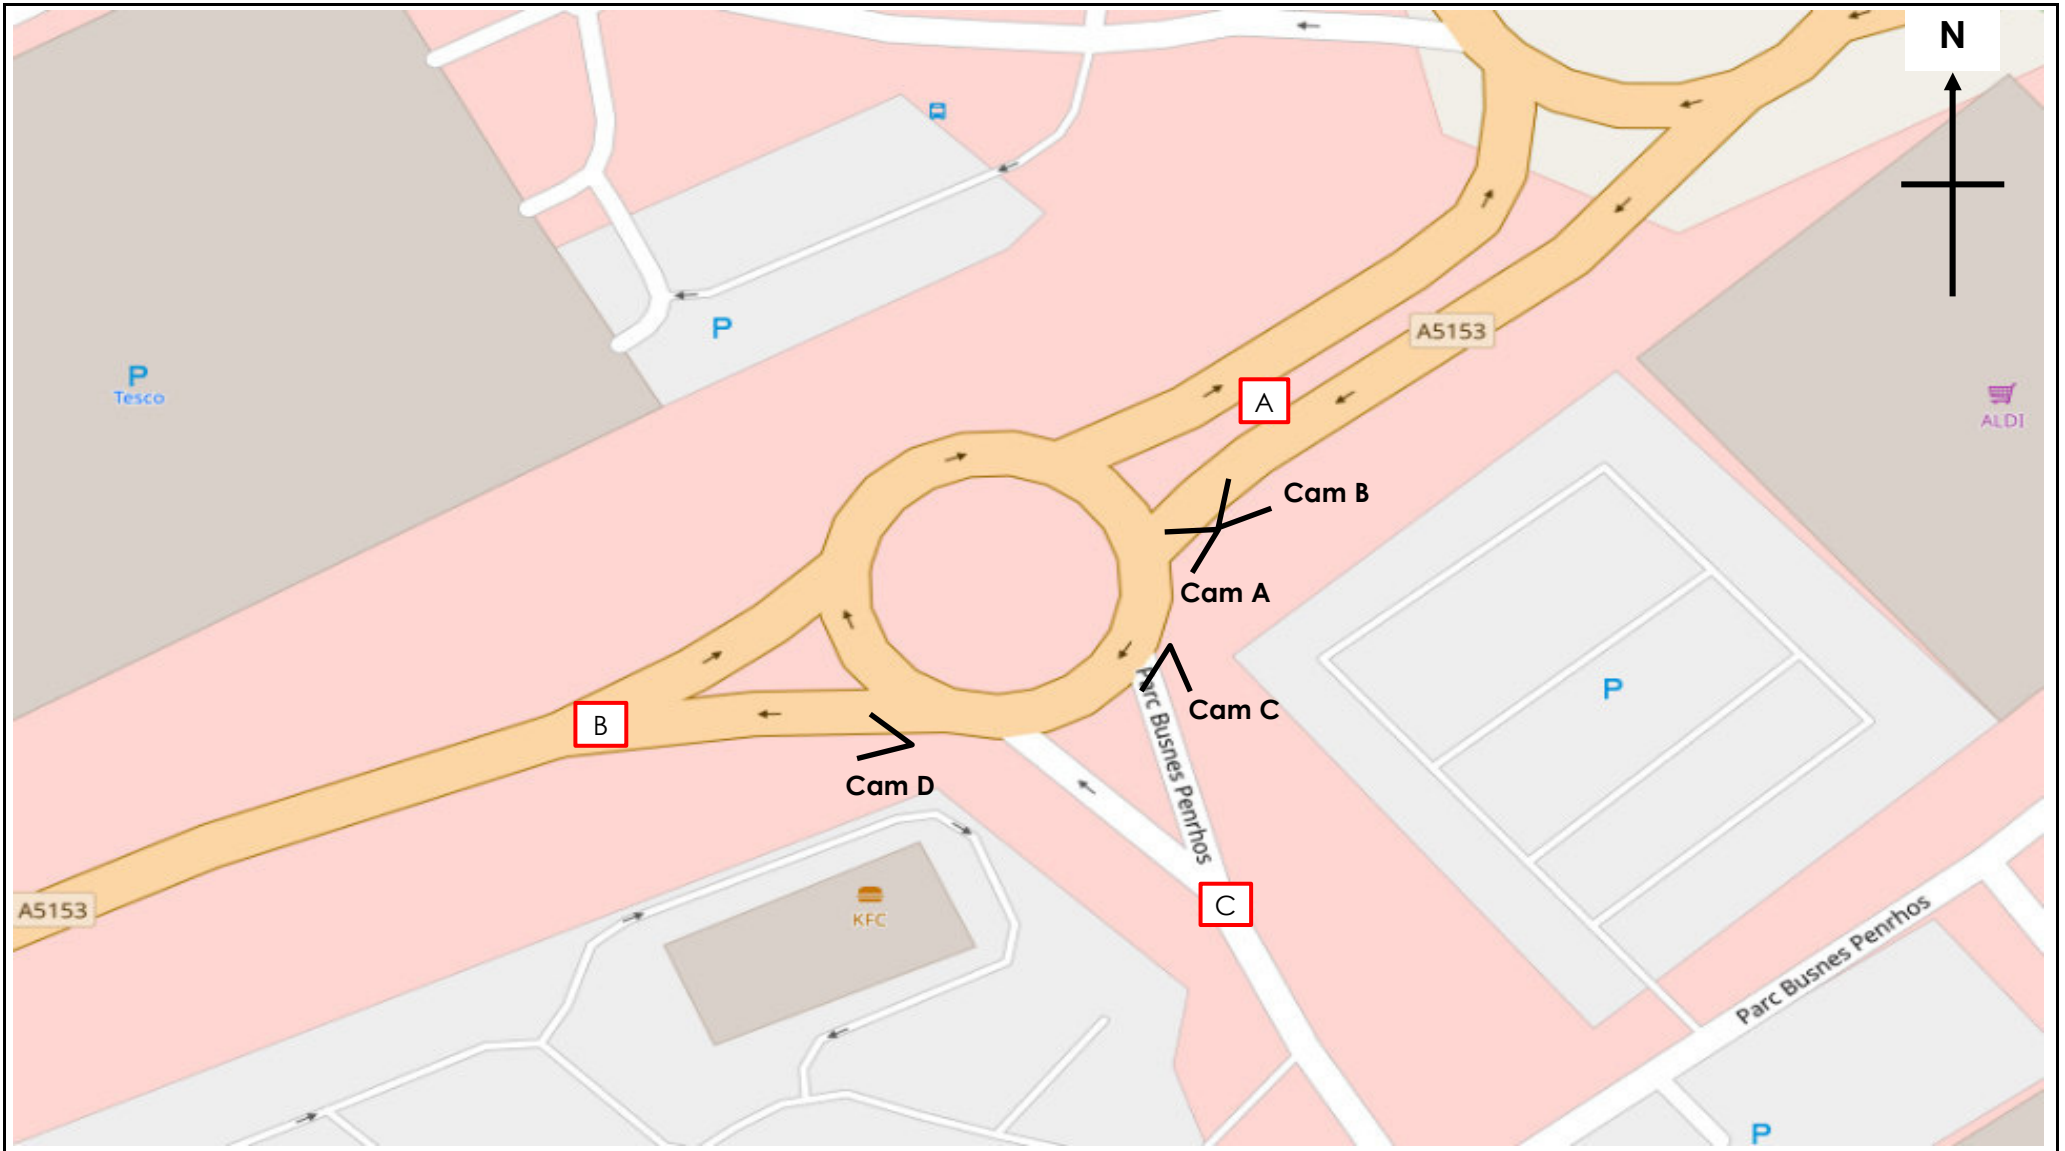 N
P
Tesco
P
A5153
A
ALDI
Cam B
Cam A
P
Parc Busnes Penrhos
Cam C
B
Cam D
A5153
KFC
C
Parc Busnes Penrhos
P